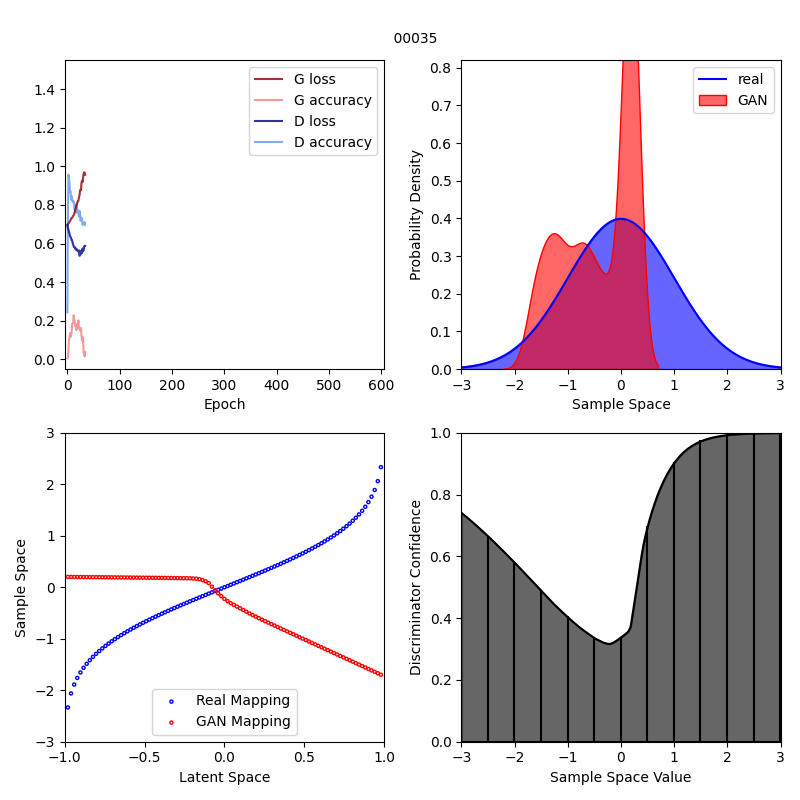 00035
G loss
G accuracy
D loss
D accuracy
1.4
1.2
1.0
0.8
0.6
0.4
0.2
0.0
0 100 200 300 400 500 600
Epoch
real
GAN
Probability Density
0.8
0.7
0.6
0.5
0.4
0.3
0.2
0.1
0.0
−3 −2 −1 0 1 2 3
Sample Space
Sample Space
3
2
1
0
−1
−2
−3
Real Mapping
GAN Mapping
−1.0 −0.5 0.0 0.5 1.0
Latent Space
Discriminator Confidence
1.0
0.8
0.6
0.4
0.2
0.0
−3 −2 −1 0 1 2 3
Sample Space Value